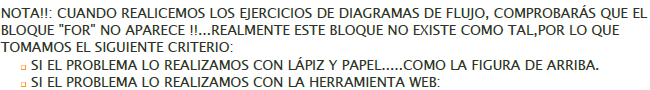 NOTA!!: CUANDO REALICEMOS LOS EJERCICIOS DE DIAGRAMAS DE FLUJO, COMPROBARÁS QUE EL
BLOQUE "FOR" NO APARECE !!...REALMENTE ESTE BLOQUE NO EXISTE COMO TAL,POR LO QUE
TOMAMOS EL SIGUIENTE CRITERIO:
SI EL PROBLEMA LO REALIZAMOS CON LÁPIZ Y PAPEL.....COMO LA FIGURA DE ARRIBA.
SI EL PROBLEMA LO REALIZAMOS CON LA HERRAMIENTA WEB: